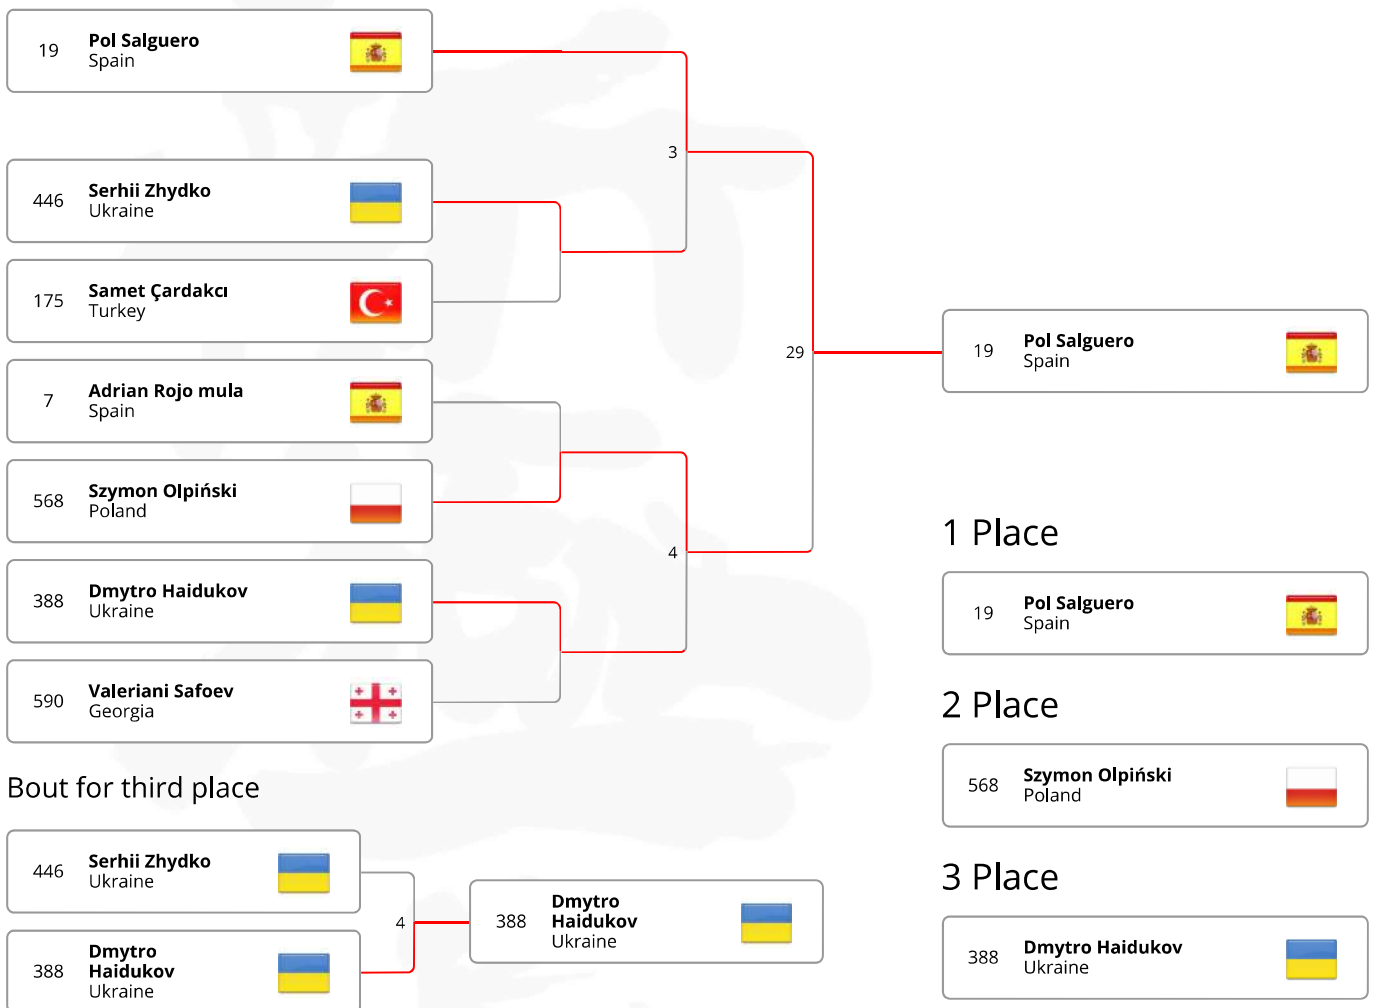 19
Pol Salguero
Spain
446
Serhii Zhydko
Ukraine
175
Samet Çardakcı
Turkey
7
Adrian Rojo mula
Spain
568
Szymon Olpiński
Poland
388
Dmytro Haidukov
Ukraine
590
Valeriani Safoev
Georgia
3
4
29
19
Pol Salguero
Spain
Bout for third place
446
Serhii Zhydko
Ukraine
388
Dmytro
Haidukov
Ukraine
4
388
Dmytro
Haidukov
Ukraine
1 Place
19
Pol Salguero
Spain
2 Place
568
Szymon Olpiński
Poland
3 Place
388
Dmytro Haidukov
Ukraine